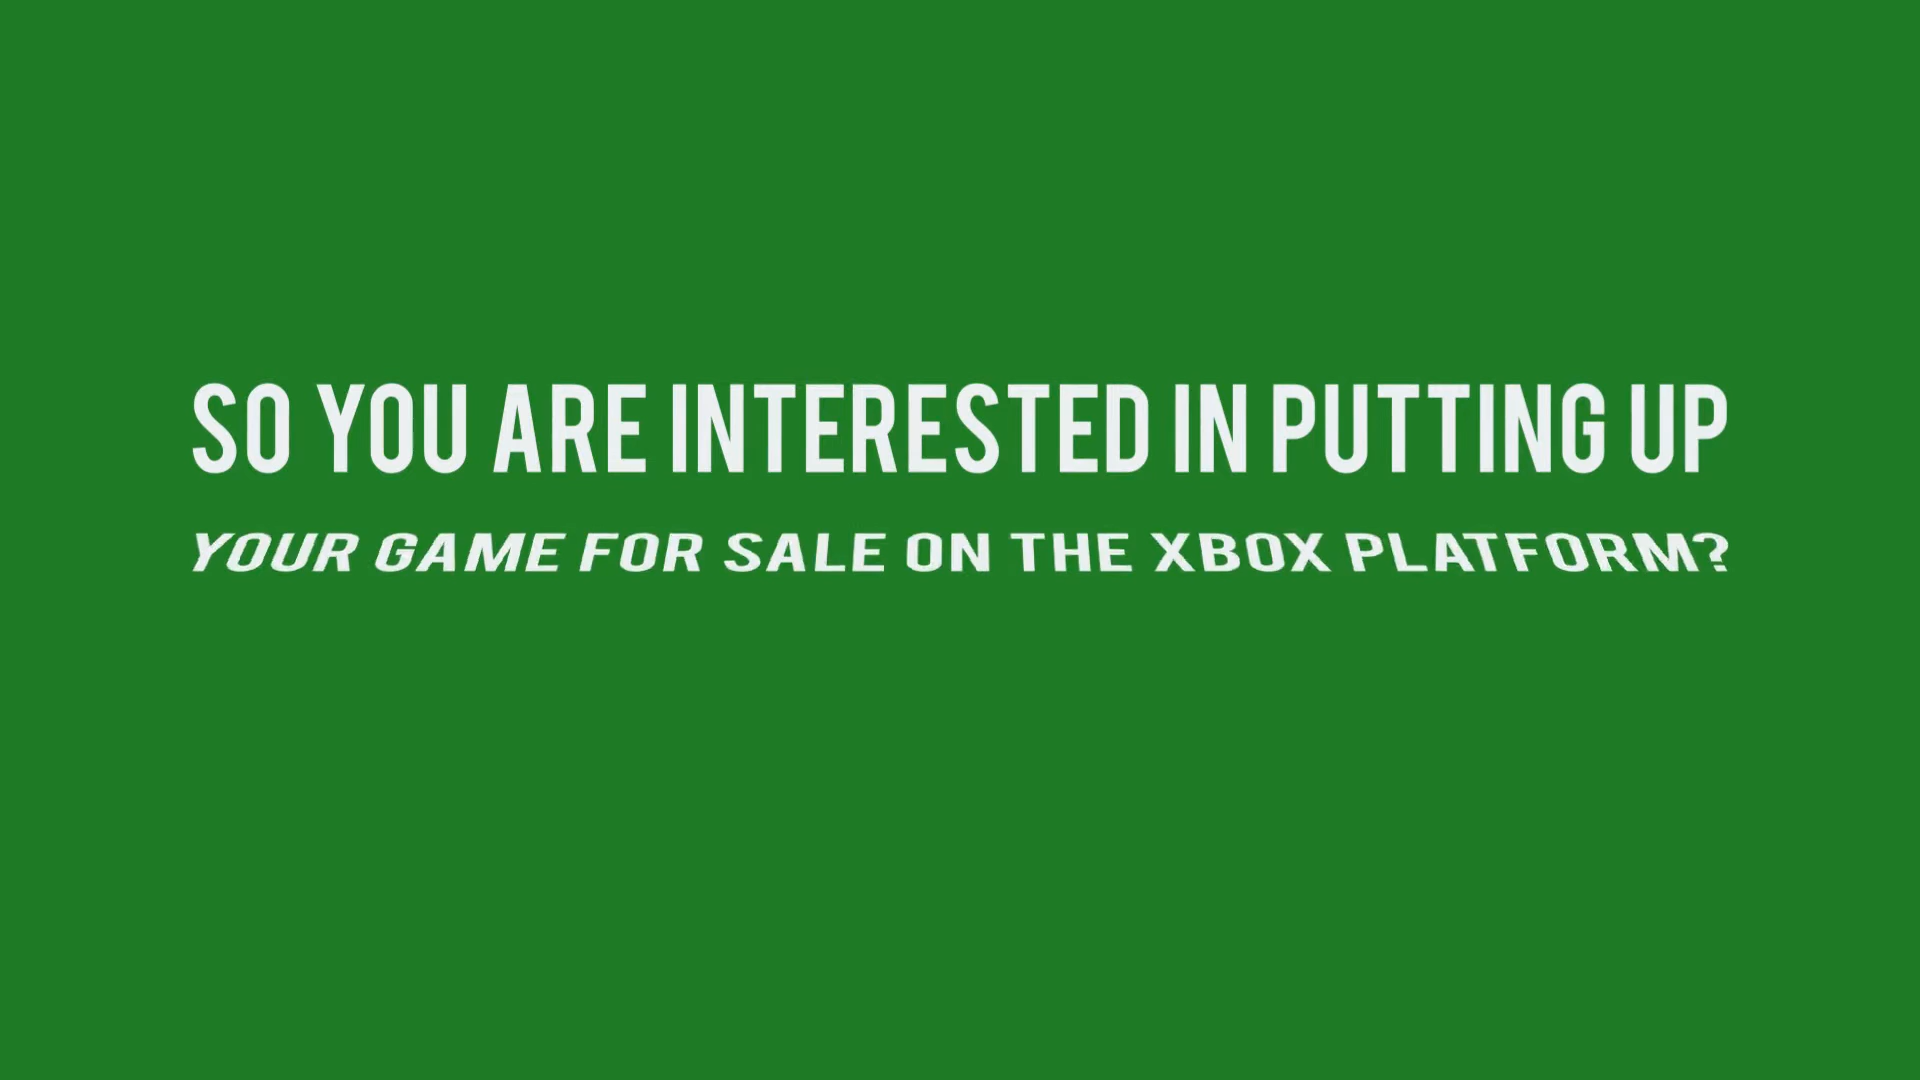 SO YOU ARE INTERESTED IN PUTTING UP
YOUR GAME FOR SALE ON THE XBOX PLATFORM?